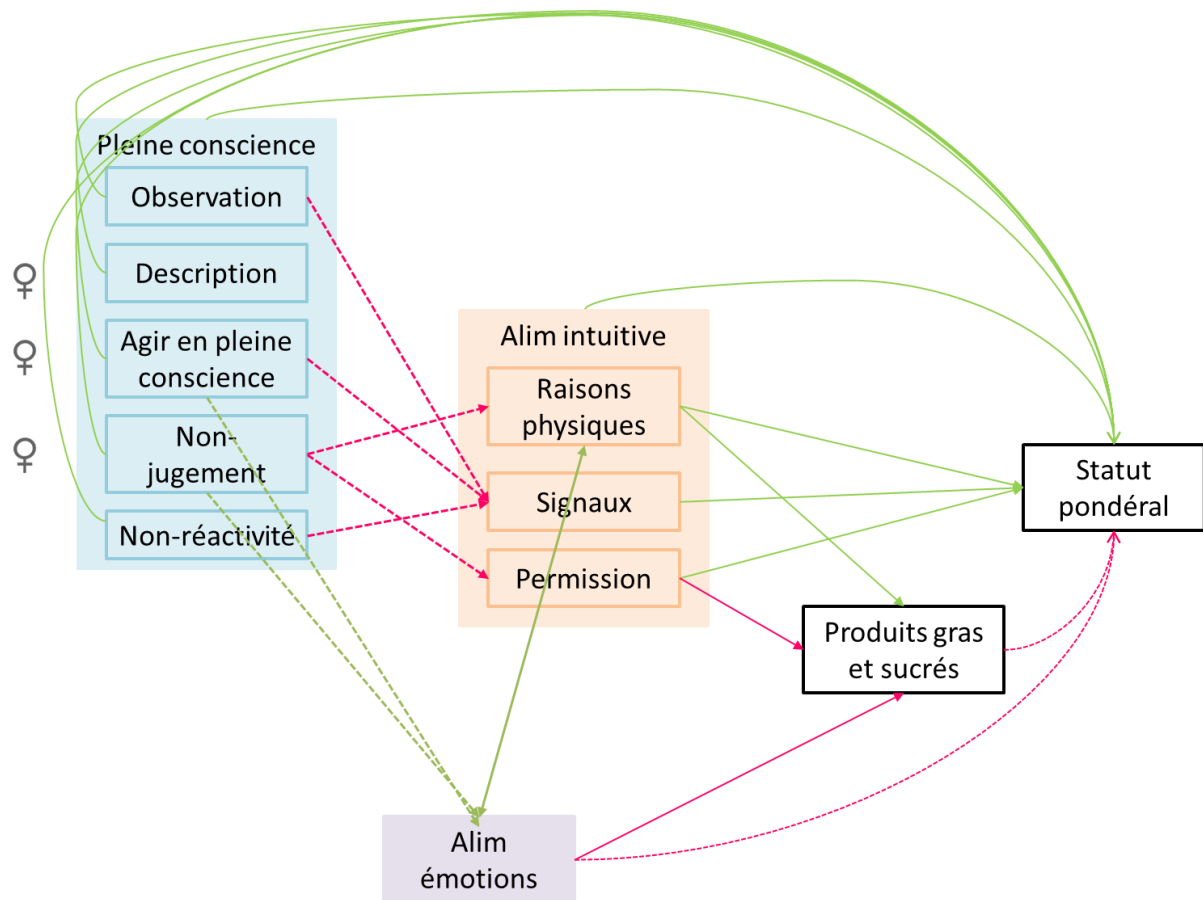 Pleine conscience
Observation
Description
♀
Agir en pleine
conscience
♀
Non-
jugement
♀
Non-réactivité
Alim intuitive
Raisons
physiques
Signaux
Permission
Statut
pondéral
Produits gras
et sucrés
Alim
émotions